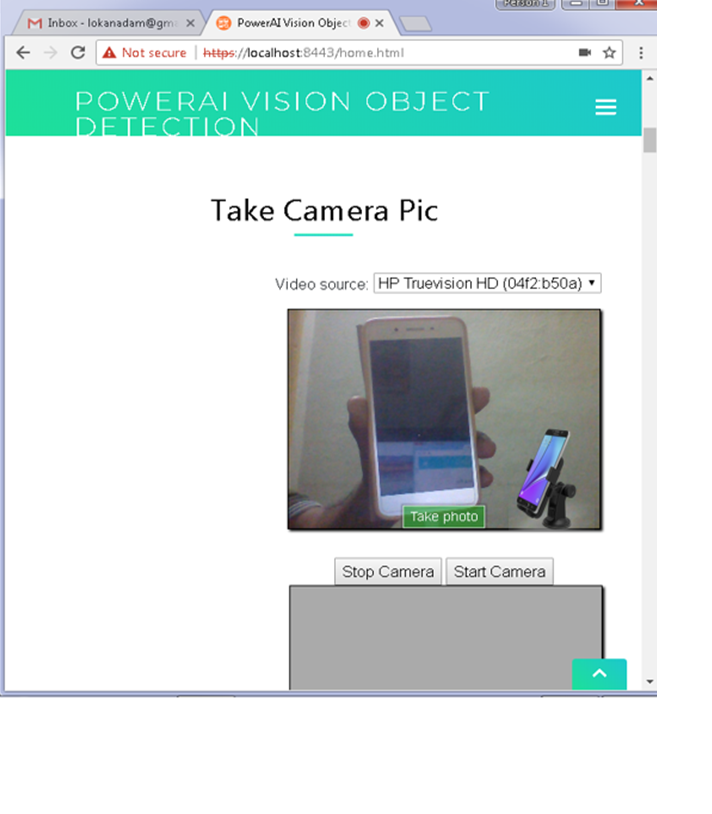 Person 1
Inbox - lokanadam@gm
PowerAI Vision Object
Not secure | https://localhost:8443/home.html
POWERAI VISION OBJECT
DETECTION
Take Camera Pic
Video source: HP Truevision HD (04f2:b50a)
Take photo
Stop Camera Start Camera